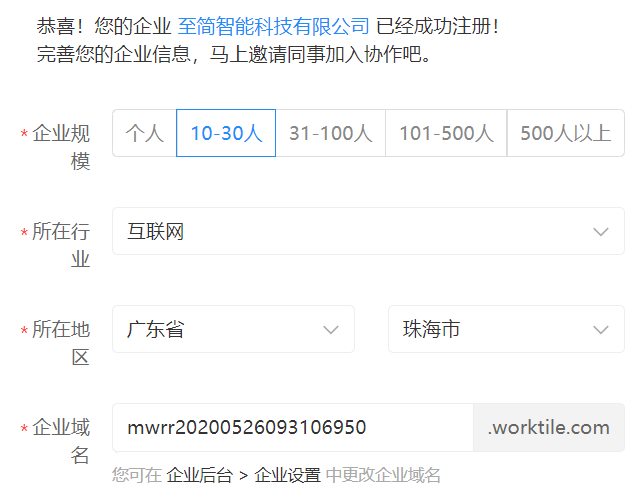 恭喜！您的企业 至简智能科技有限公司 已经成功注册！
完善您的企业信息，马上邀请同事加入协作吧。
* 企业规模 个人 10-30人 31-100人 101-500人 500人以上
* 所在行业 互联网
* 所在地区 广东省 珠海市
* 企业域名 mwrr20200526093106950 .worktile.com
您可在 企业后台 > 企业设置 中更改企业域名